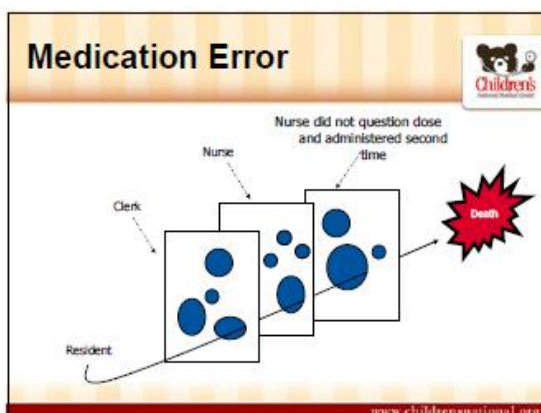 Medication Error
Children's
Nurse did not question dose
and administered second
time
Nurse
Clerk
Death
Resident
www.childrensnational.org